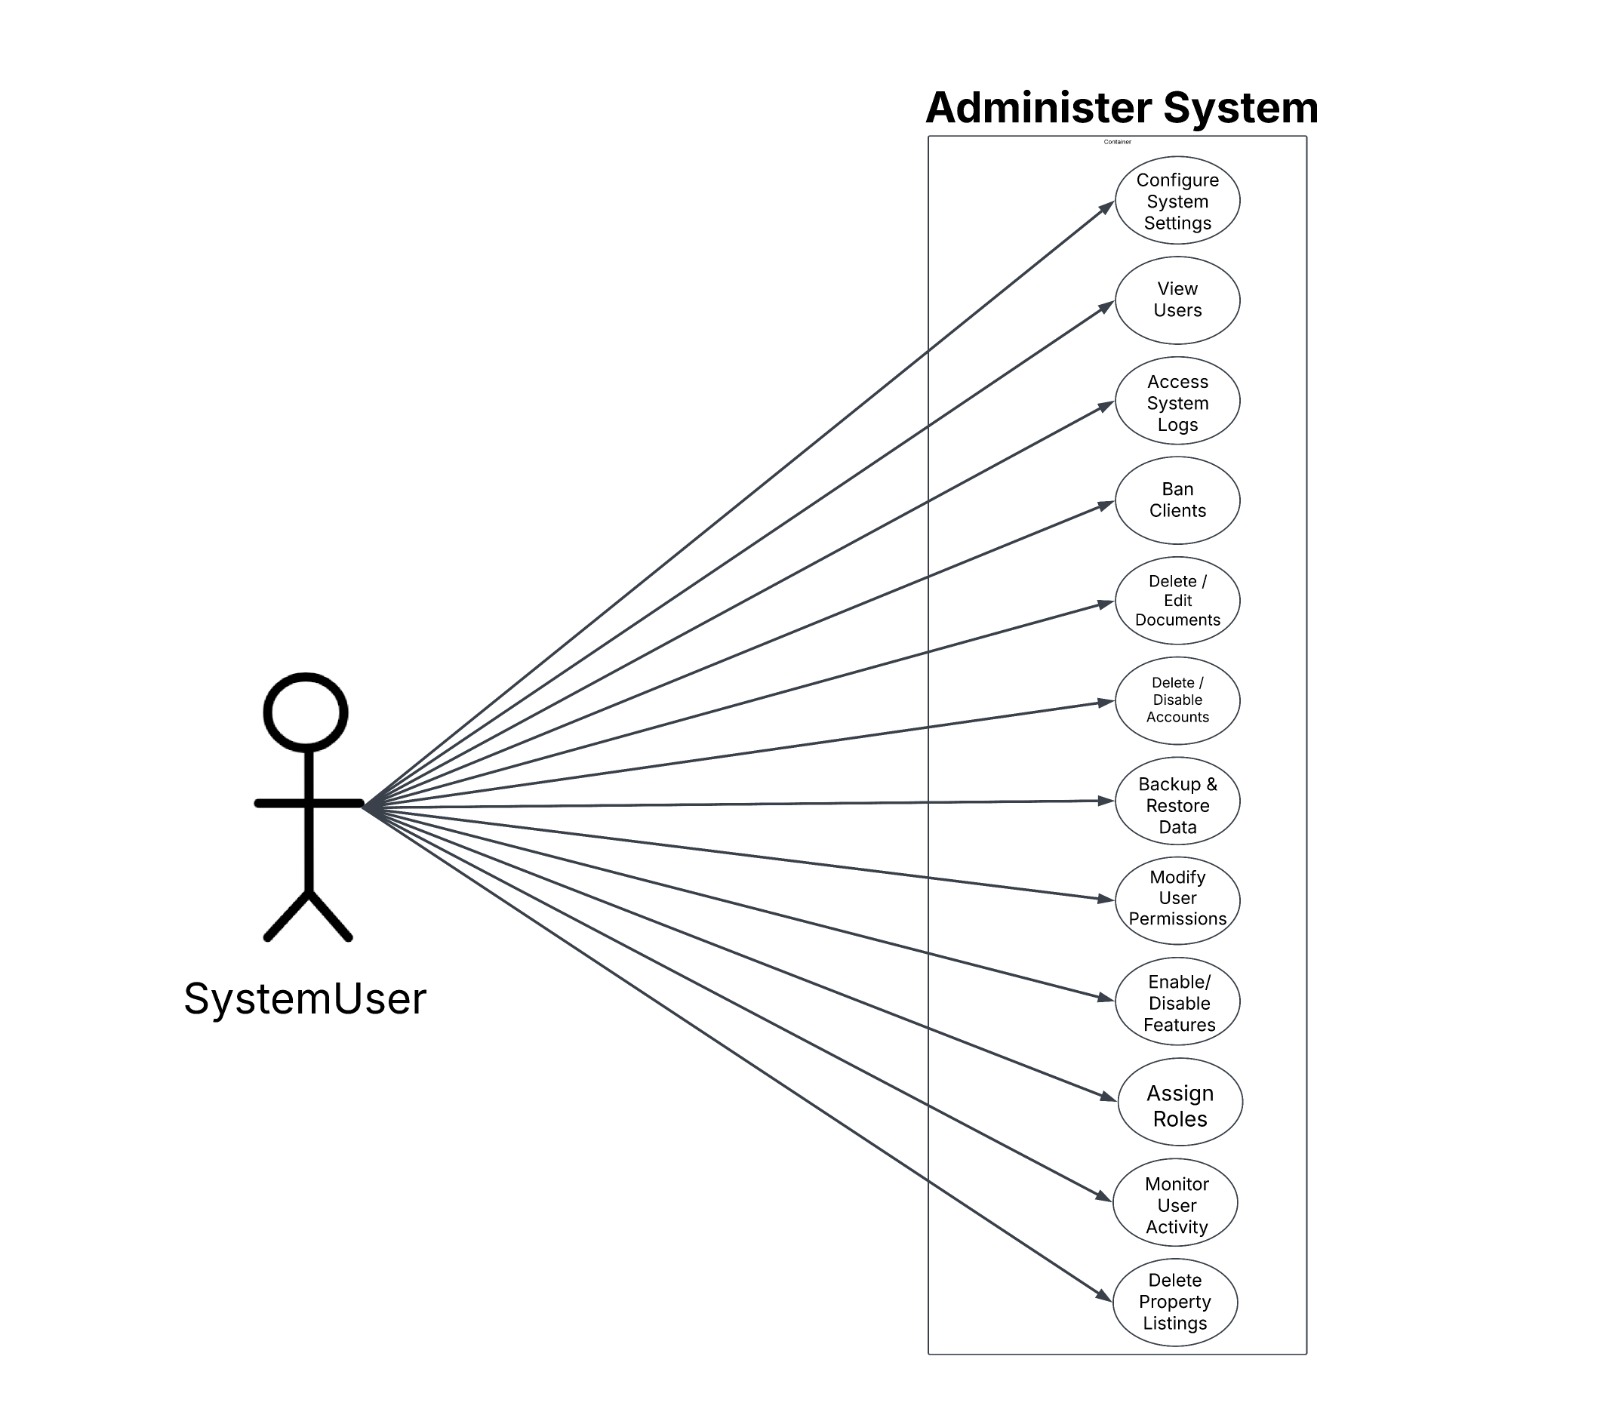 Administer System
Container
Configure
System
Settings
View
Users
Access
System
Logs
Ban
Clients
Delete /
Edit
Documents
Delete /
Disable
Accounts
Backup &
Restore
Data
Modify
User
Permissions
Enable/
Disable
Features
Assign
Roles
Monitor
User
Activity
Delete
Property
Listings
SystemUser